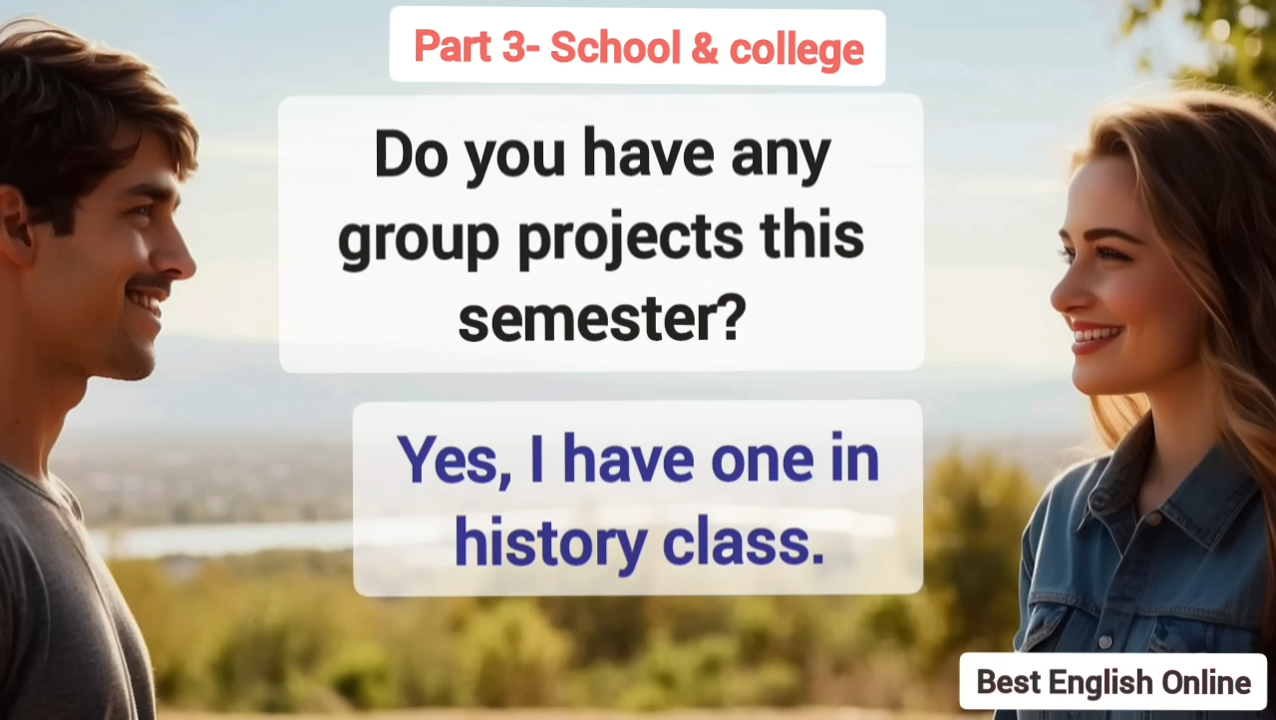 Part 3- School & college
Do you have any
group projects this
semester?
Yes, I have one in
history class.
Best English Online